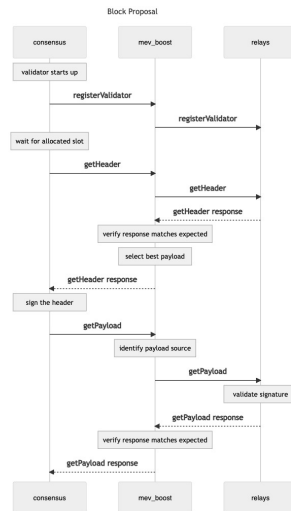 Block Proposal
consensus
mev_boost
relays
validator starts up
registerValidator
registerValidator
wait for allocated slot
getHeader
getHeader
getHeader response
verify response matches expected
select best payload
getHeader response
sign the header
getPayload
identify payload source
getPayload
validate signature
getPayload response
verify response matches expected
getPayload response
consensus
mev_boost
relays